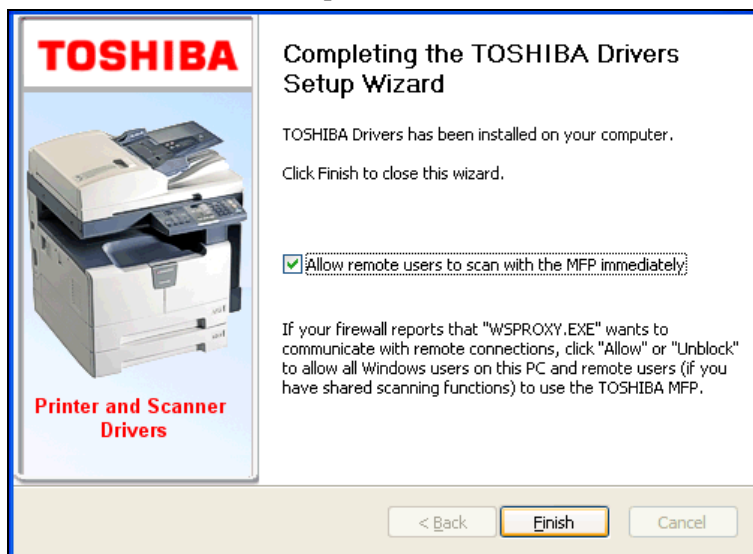 TOSHIBA
Printer and Scanner
Drivers
Completing the TOSHIBA Drivers
Setup Wizard
TOSHIBA Drivers has been installed on your computer.
Click Finish to close this wizard.
Allow remote users to scan with the MFP immediately
If your firewall reports that "WSPROXY.EXE" wants to
communicate with remote connections, click "Allow" or "Unblock"
to allow all Windows users on this PC and remote users (if you
have shared scanning functions) to use the TOSHIBA MFP.
< Back
Finish
Cancel